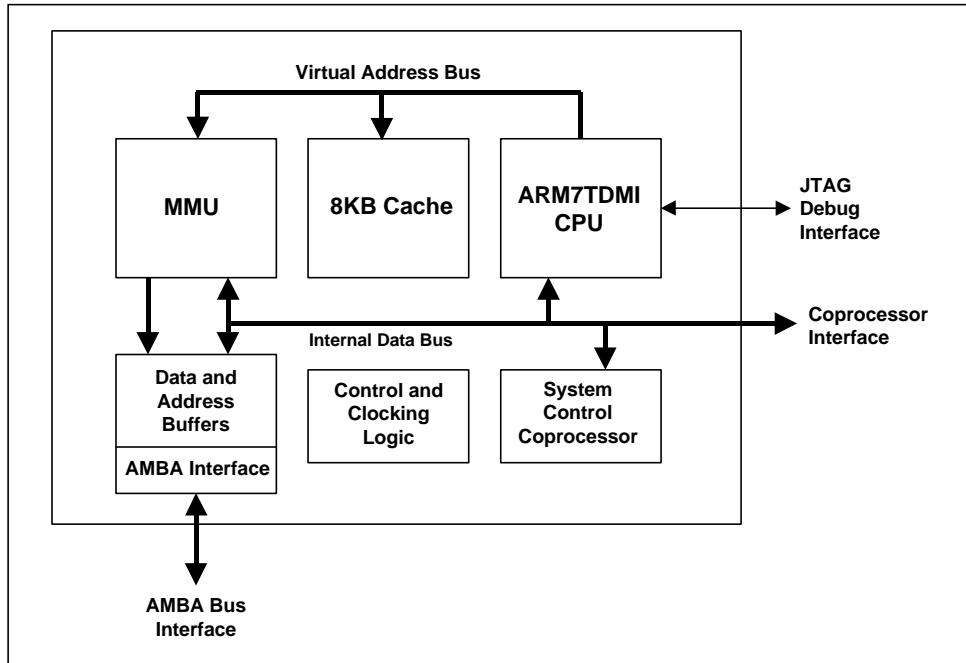 Virtual Address Bus
MMU
8KB Cache
ARM7TDMI
CPU
JTAG
Debug
Interface
Internal Data Bus
Coprocessor
Interface
Data and
Address
Buffers
AMBA Interface
Control and
Clocking
Logic
System
Control
Coprocessor
AMBA Bus
Interface